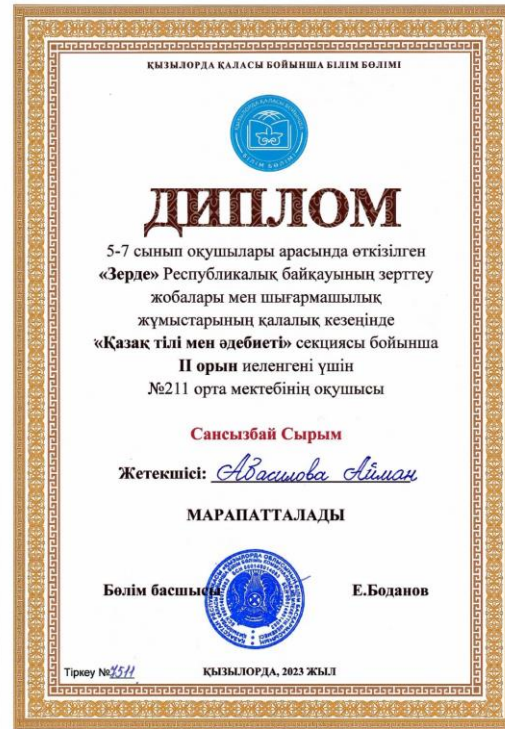 ҚЫЗЫЛОРДА ҚАЛАСЫ БОЙЫНША БІЛІМ БӨЛІМІ
ДИПЛОМ
5-7 сынып оқушылары арасында өткізілген
«Зерде» Республикалық байқауының зерттеу
жобалары мен шығармашылық
жұмыстарының қалалық кезеңінде
«Қазақ тілі мен әдебиеті» секциясы бойынша
ІІ орын иеленгені үшін
№211 орта мектебінің оқушысы
Сансызбай Сырым
Жетекшісі: Абасилова Айман
МАРАПАТТАЛАДЫ
Бөлім басшысы Е.Боданов
Тіркеу №7511 ҚЫЗЫЛОРДА, 2023 ЖЫЛ